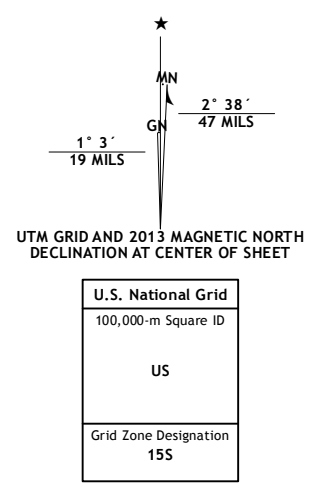 ★
MN
2° 38´
47 MILS
GN
1° 3´
19 MILS
UTM GRID AND 2013 MAGNETIC NORTH
DECLINATION AT CENTER OF SHEET
U.S. National Grid
100,000-m Square ID
US
Grid Zone Designation
15S